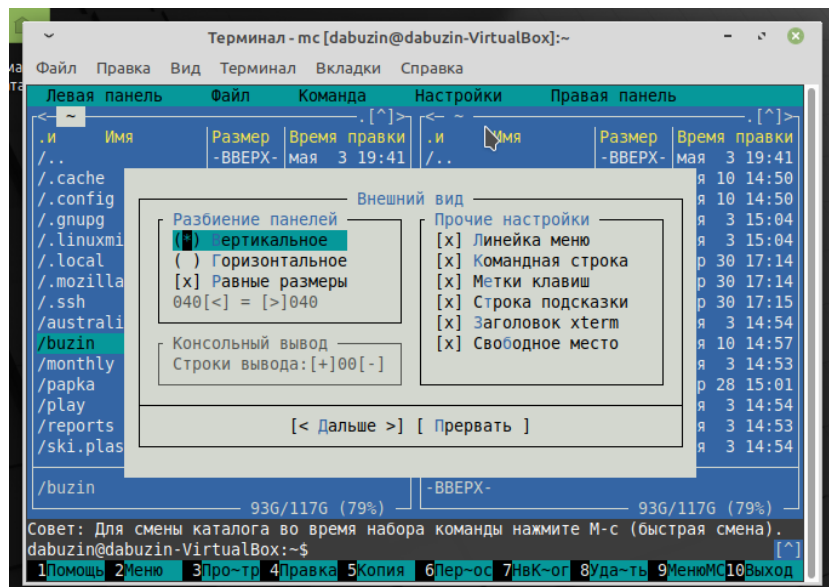 Терминал - mc [dabuzin@dabuzin-VirtualBox]:~
Файл Правка Вид Терминал Вкладки Справка
Левая панель Файл Команда Настройки Правая панель
<- ~ .[^]> <- ~ .[^]>
.и Имя Размер Время правки .и Имя Размер Время правки
/.. -ВВЕРХ- мая 3 19:41 /.. -ВВЕРХ- мая 3 19:41
/.cache я 10 14:50
/.config Внешний вид я 10 14:50
/.gnupg Разбиение панелей Прочие настройки я 3 15:04
/.linuxmi (*) Вертикальное [x] Линейка меню я 3 15:04
/.local ( ) Горизонтальное [x] Командная строка р 30 17:14
/.mozilla [x] Равные размеры [x] Метки клавиш р 30 17:14
/.ssh 040[<] = [>]040 [x] Строка подсказки р 30 17:15
/australi [x] Заголовок xterm я 3 14:54
/buzin Консольный вывод [x] Свободное место я 10 14:57
/monthly Строки вывода:[+]00[-] я 3 14:53
/papka р 28 15:01
/play я 3 14:54
/reports [< Дальше >] [ Прервать ] я 3 14:53
/ski.plas я 3 14:54
/buzin -ВВЕРХ-
93G/117G (79%) 93G/117G (79%)
Совет: Для смены каталога во время набора команды нажмите M-c (быстрая смена).
dabuzin@dabuzin-VirtualBox:~$ [^]
1Помощь 2Меню 3Про~тр 4Правка 5Копия 6Пер~ос 7НвК~ог 8Уда~ть 9МенюМС 10Выход